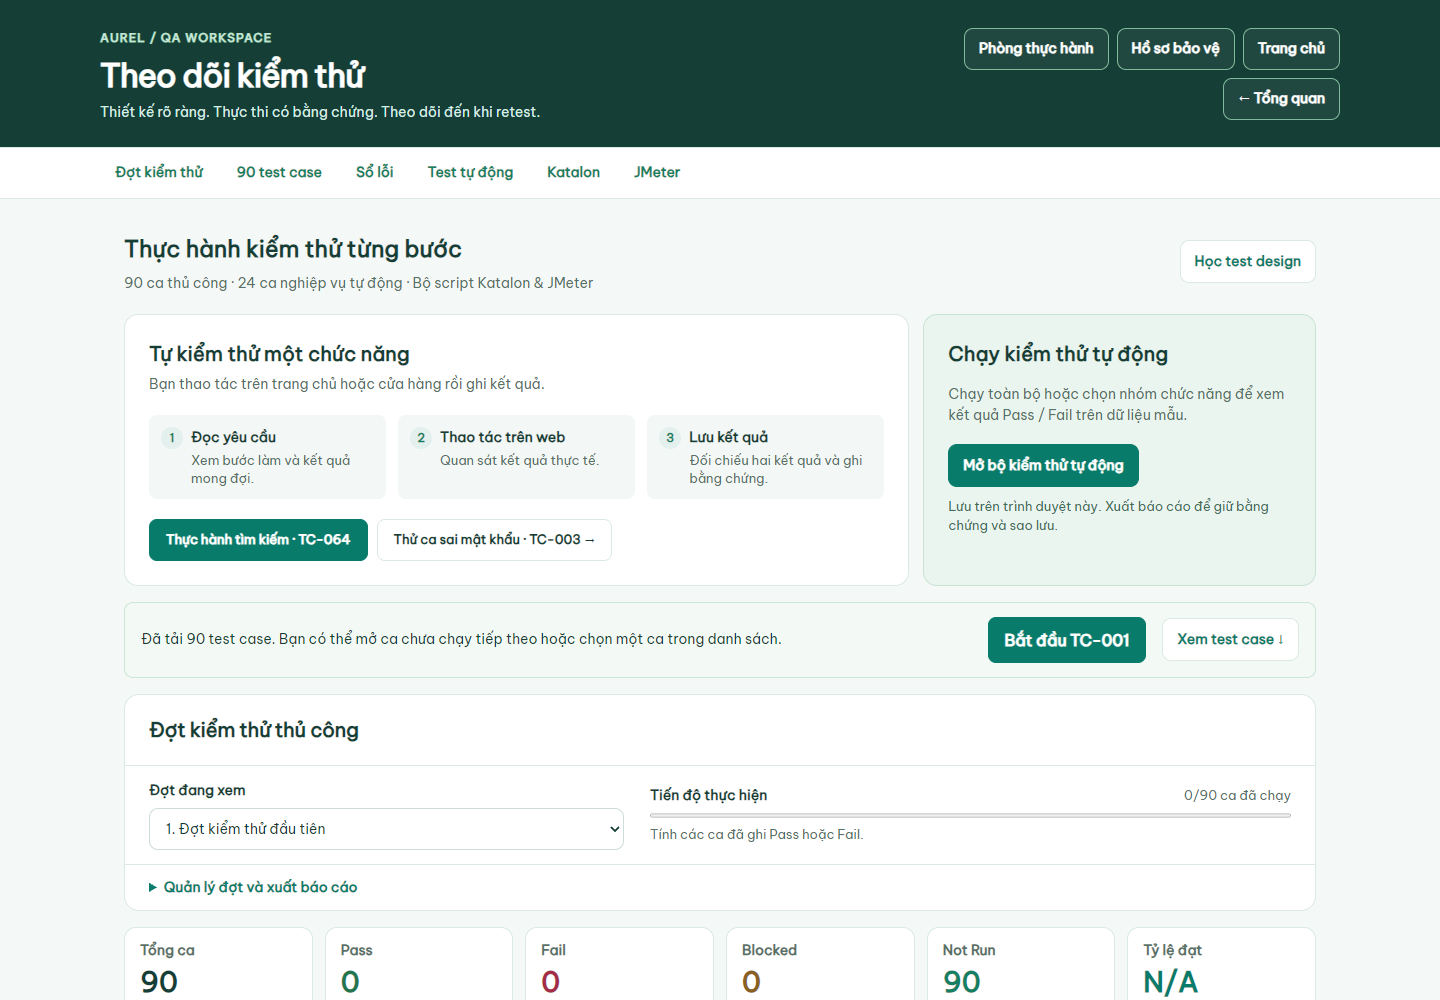 AUREL / QA WORKSPACE
Theo dõi kiểm thử
Thiết kế rõ ràng. Thực thi có bằng chứng. Theo dõi đến khi retest.
Phòng thực hành
Hồ sơ bảo vệ
Trang chủ
← Tổng quan
Đợt kiểm thử
90 test case
Sổ lỗi
Test tự động
Katalon
JMeter
Thực hành kiểm thử từng bước
90 ca thủ công · 24 ca nghiệp vụ tự động · Bộ script Katalon & JMeter
Học test design
Tự kiểm thử một chức năng
Bạn thao tác trên trang chủ hoặc cửa hàng rồi ghi kết quả.
1
Đọc yêu cầu
Xem bước làm và kết quả
mong đợi.
2
Thao tác trên web
Quan sát kết quả thực tế.
3
Lưu kết quả
Đối chiếu hai kết quả và ghi
bằng chứng.
Thực hành tìm kiếm · TC-064
Thử ca sai mật khẩu · TC-003 →
Chạy kiểm thử tự động
Chạy toàn bộ hoặc chọn nhóm chức năng để xem
kết quả Pass / Fail trên dữ liệu mẫu.
Mở bộ kiểm thử tự động
Lưu trên trình duyệt này. Xuất báo cáo để giữ bằng
chứng và sao lưu.
Đã tải 90 test case. Bạn có thể mở ca chưa chạy tiếp theo hoặc chọn một ca trong danh sách.
Bắt đầu TC-001
Xem test case ↓
Đợt kiểm thử thủ công
Đợt đang xem
1. Đợt kiểm thử đầu tiên
Tiến độ thực hiện
0/90 ca đã chạy
Tính các ca đã ghi Pass hoặc Fail.
Quản lý đợt và xuất báo cáo
Tổng ca
90
Pass
0
Fail
0
Blocked
0
Not Run
90
Tỷ lệ đạt
N/A